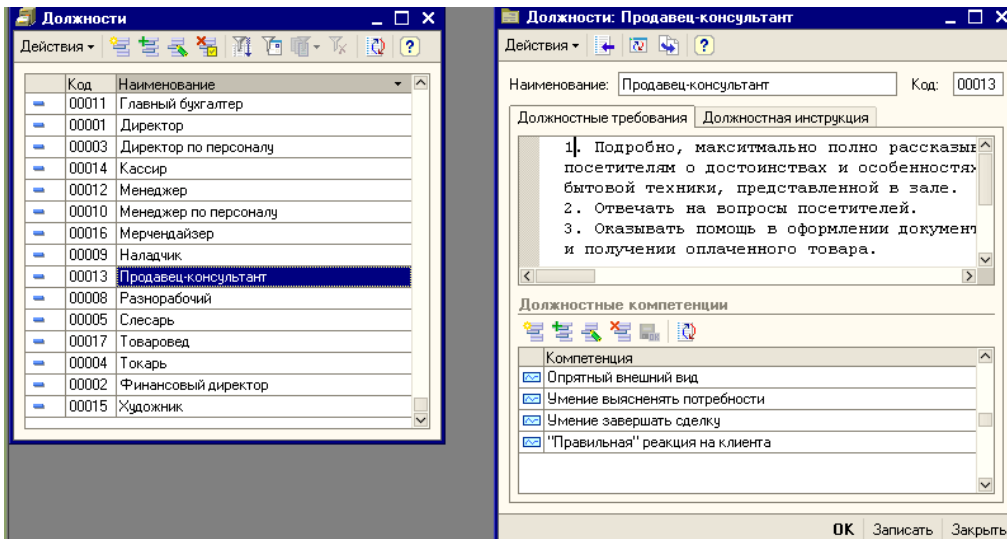 Должности
Действия
Код Наименование
00011 Главный бухгалтер
00001 Директор
00003 Директор по персоналу
00014 Кассир
00012 Менеджер
00010 Менеджер по персоналу
00016 Мерчендайзер
00009 Наладчик
00013 Продавец-консультант
00008 Разнорабочий
00005 Слесарь
00017 Товаровед
00004 Токарь
00002 Финансовый директор
00015 Художник
Должности: Продавец-консультант
Действия
Наименование: Продавец-консультант Код: 00013
Должностные требования Должностная инструкция
1. Подробно, макситмально полно рассказыв
посетителям о достоинствах и особенностях
бытовой техники, представленной в зале.
2. Отвечать на вопросы посетителей.
3. Оказывать помощь в оформлении документ
и получении оплаченного товара.
Должностные компетенции
Компетенция
Опрятный внешний вид
Умение выясненять потребности
Умение завершать сделку
"Правильная" реакция на клиента
OK Записать Закрыть